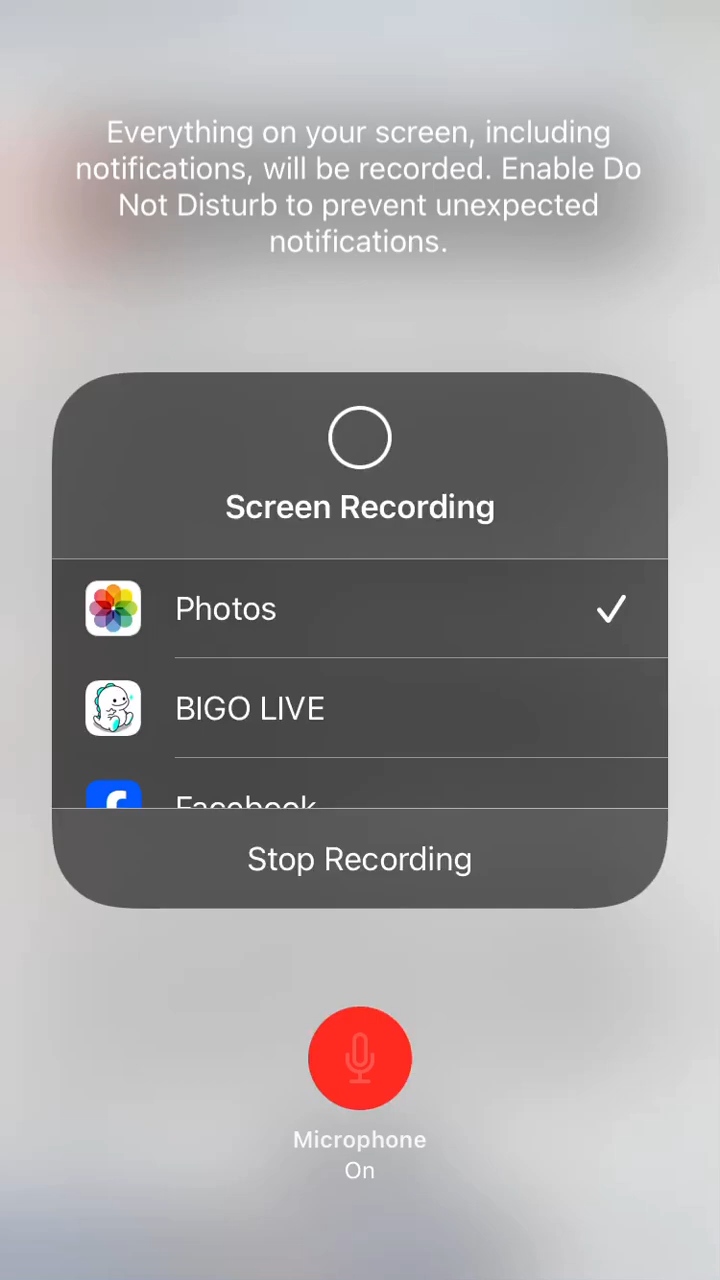 Everything on your screen, including
notifications, will be recorded. Enable Do
Not Disturb to prevent unexpected
notifications.
Screen Recording
Photos
BIGO LIVE
Facebook
Stop Recording
Microphone
On